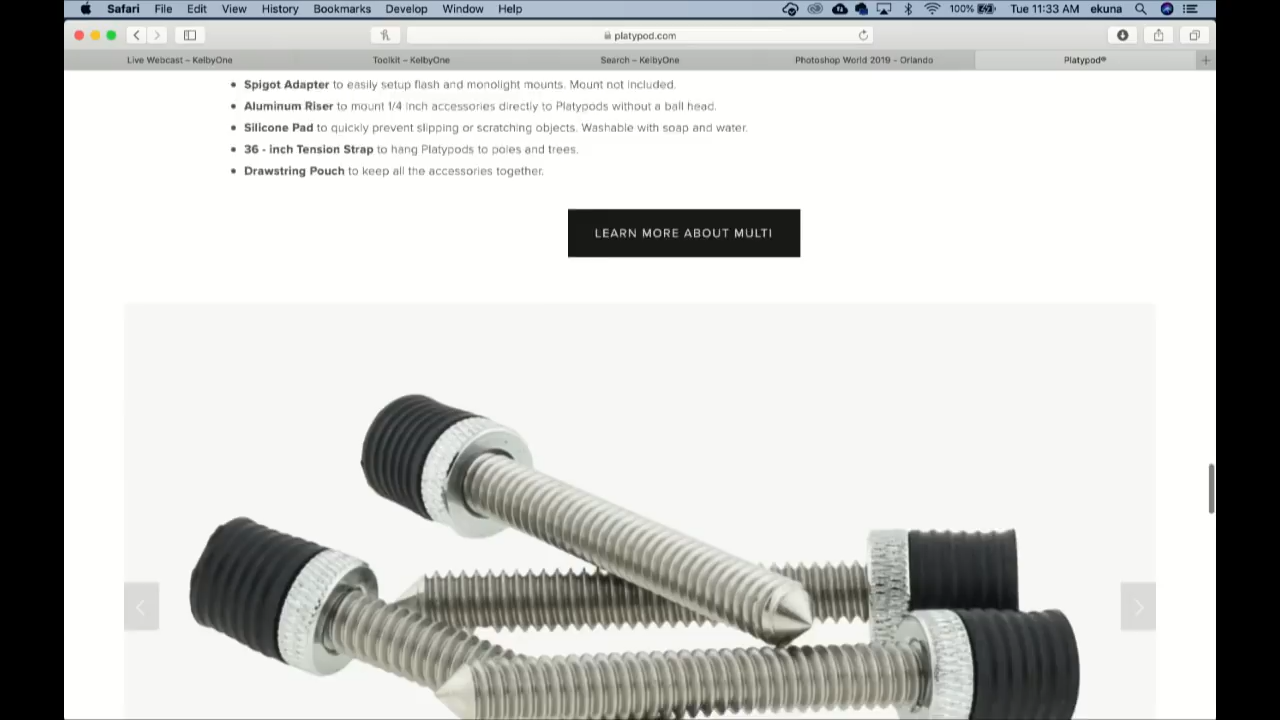 Safari File Edit View History Bookmarks Develop Window Help 100% Tue 11:33 AM ekuna
platypod.com
Live Webcast – KelbyOne Toolkit – KelbyOne Search – KelbyOne Photoshop World 2019 – Orlando Platypod®
• Spigot Adapter to easily setup flash and monolight mounts. Mount not included.
• Aluminum Riser to mount 1/4 inch accessories directly to Platypods without a ball head.
• Silicone Pad to quickly prevent slipping or scratching objects. Washable with soap and water.
• 36 - inch Tension Strap to hang Platypods to poles and trees.
• Drawstring Pouch to keep all the accessories together.
LEARN MORE ABOUT MULTI